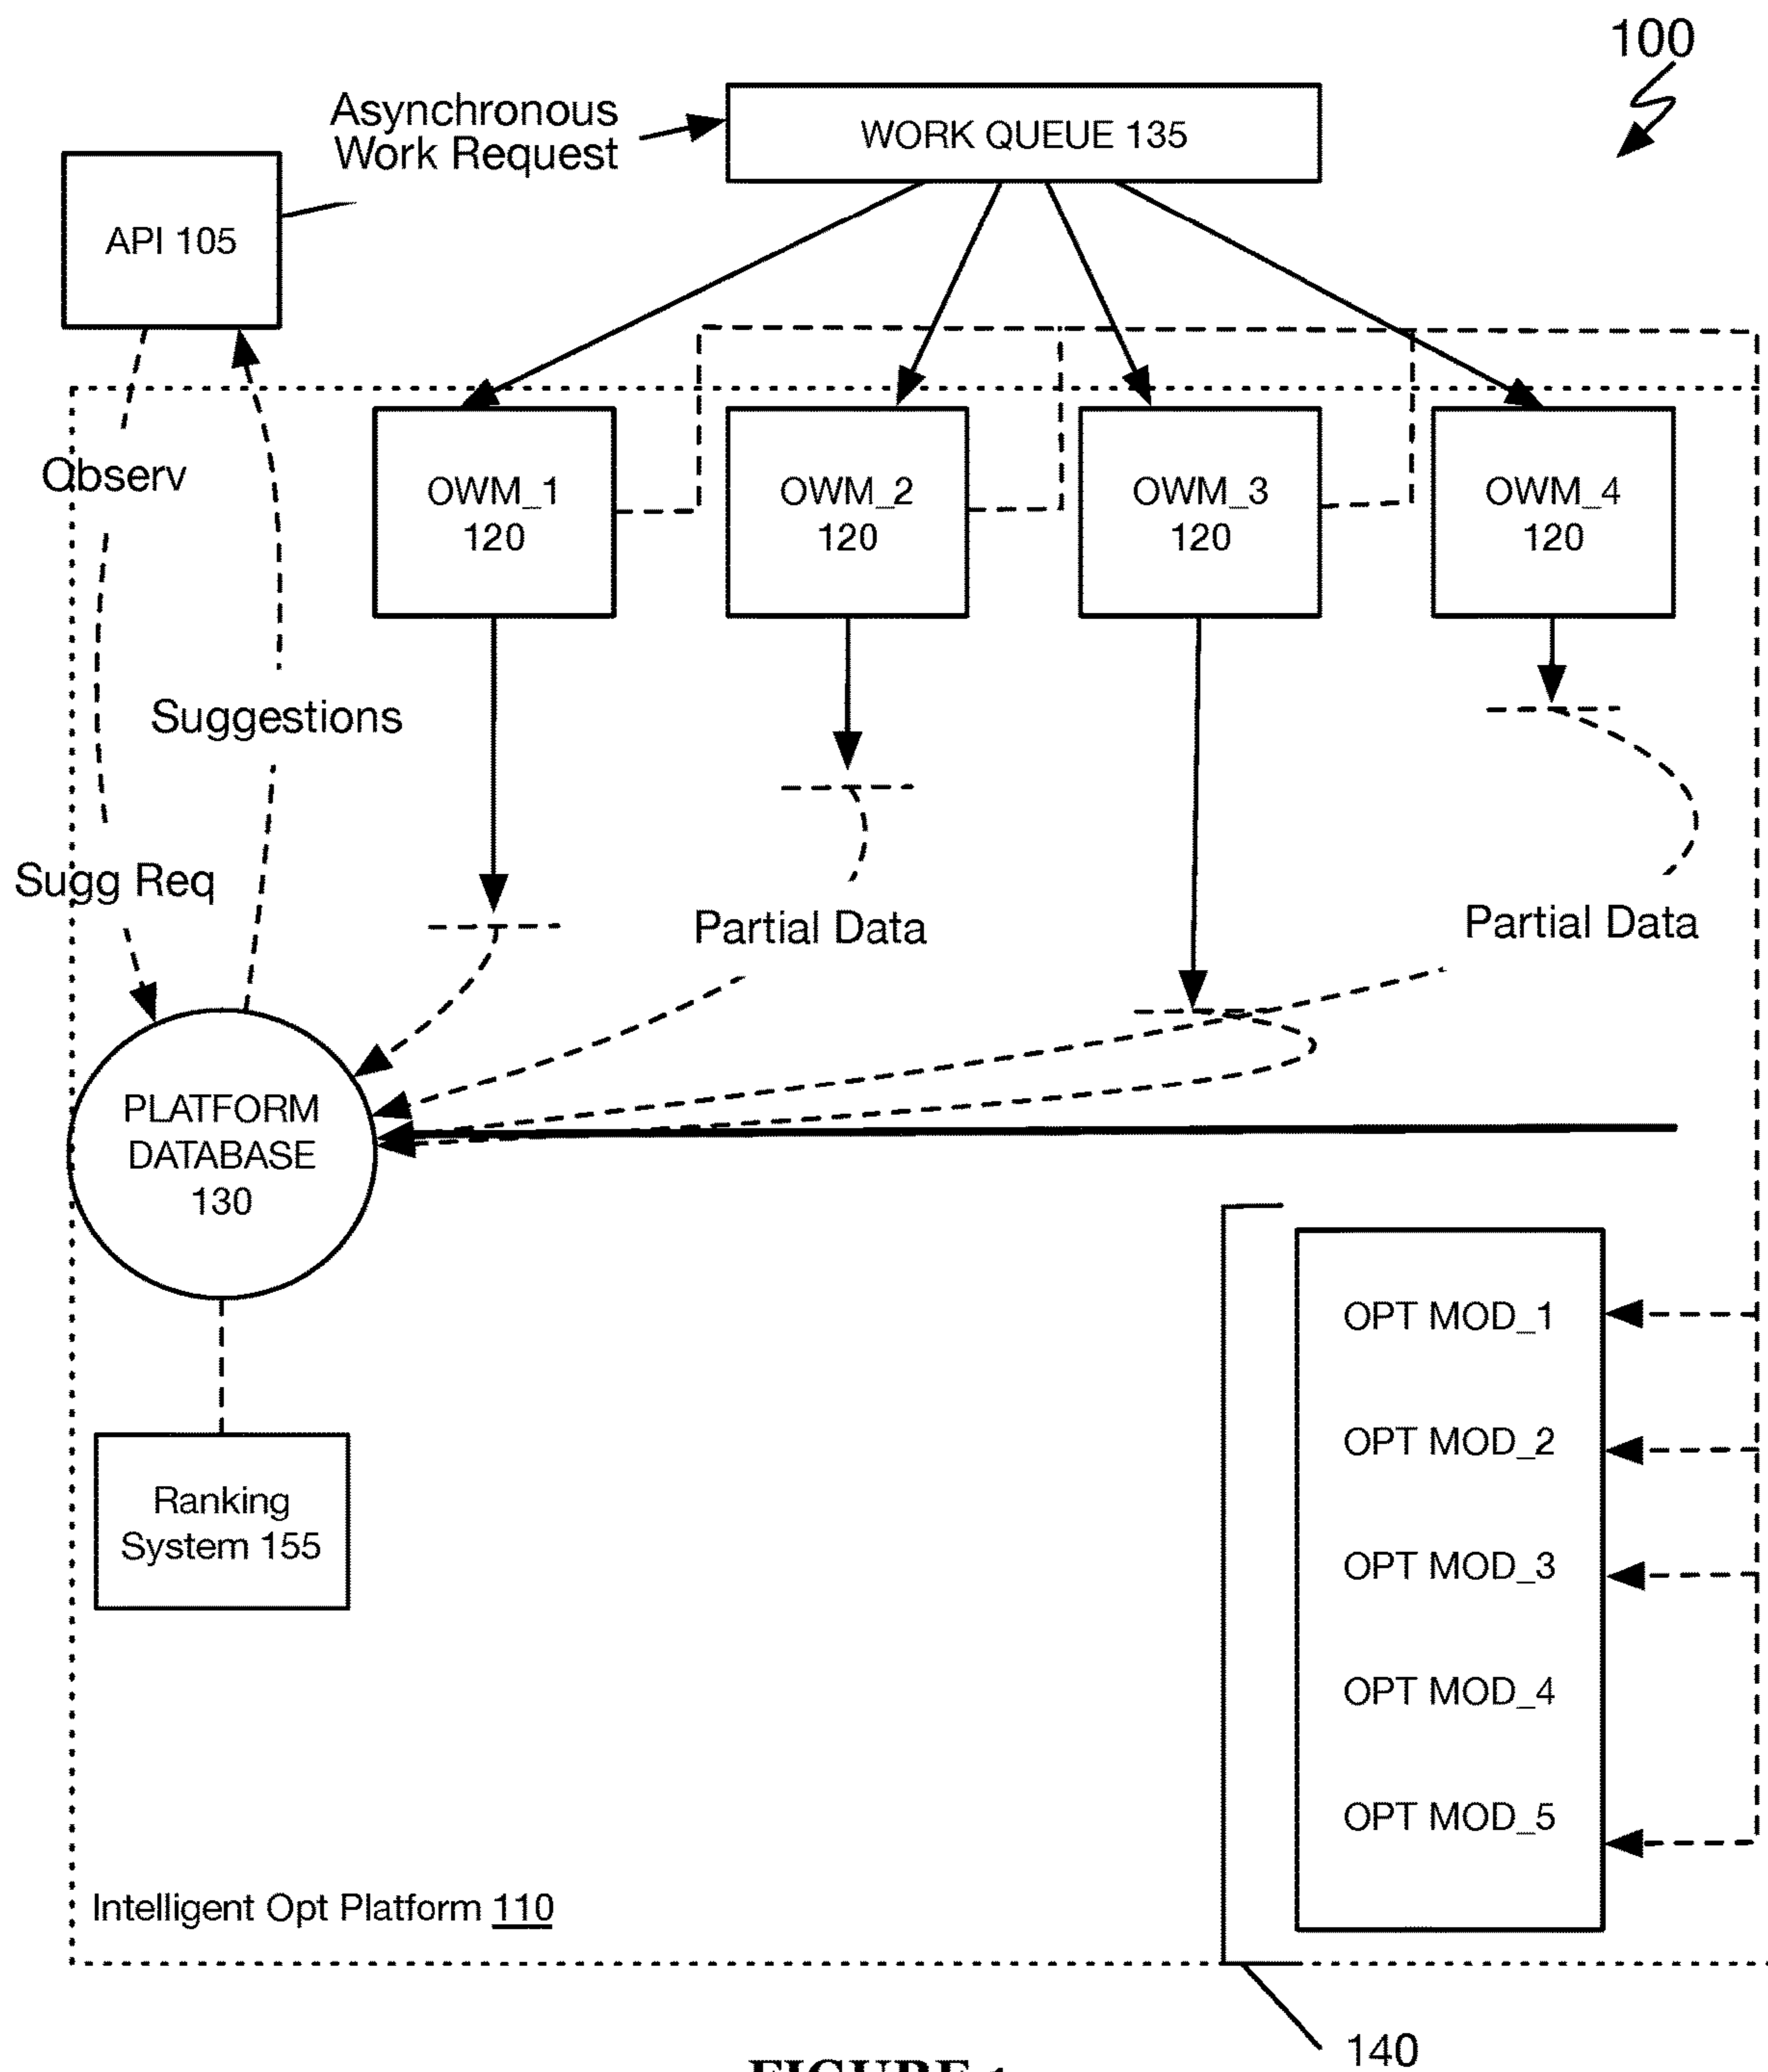 100
Asynchronous
Work Request
WORK QUEUE 135
API 105
Observ
OWM_1
120
OWM_2
120
OWM_3
120
OWM_4
120
Suggestions
Sugg Req
Partial Data
Partial Data
PLATFORM
DATABASE
130
OPT MOD_1
OPT MOD_2
OPT MOD_3
OPT MOD_4
OPT MOD_5
Ranking
System 155
Intelligent Opt Platform 110
140
FIGURE 1